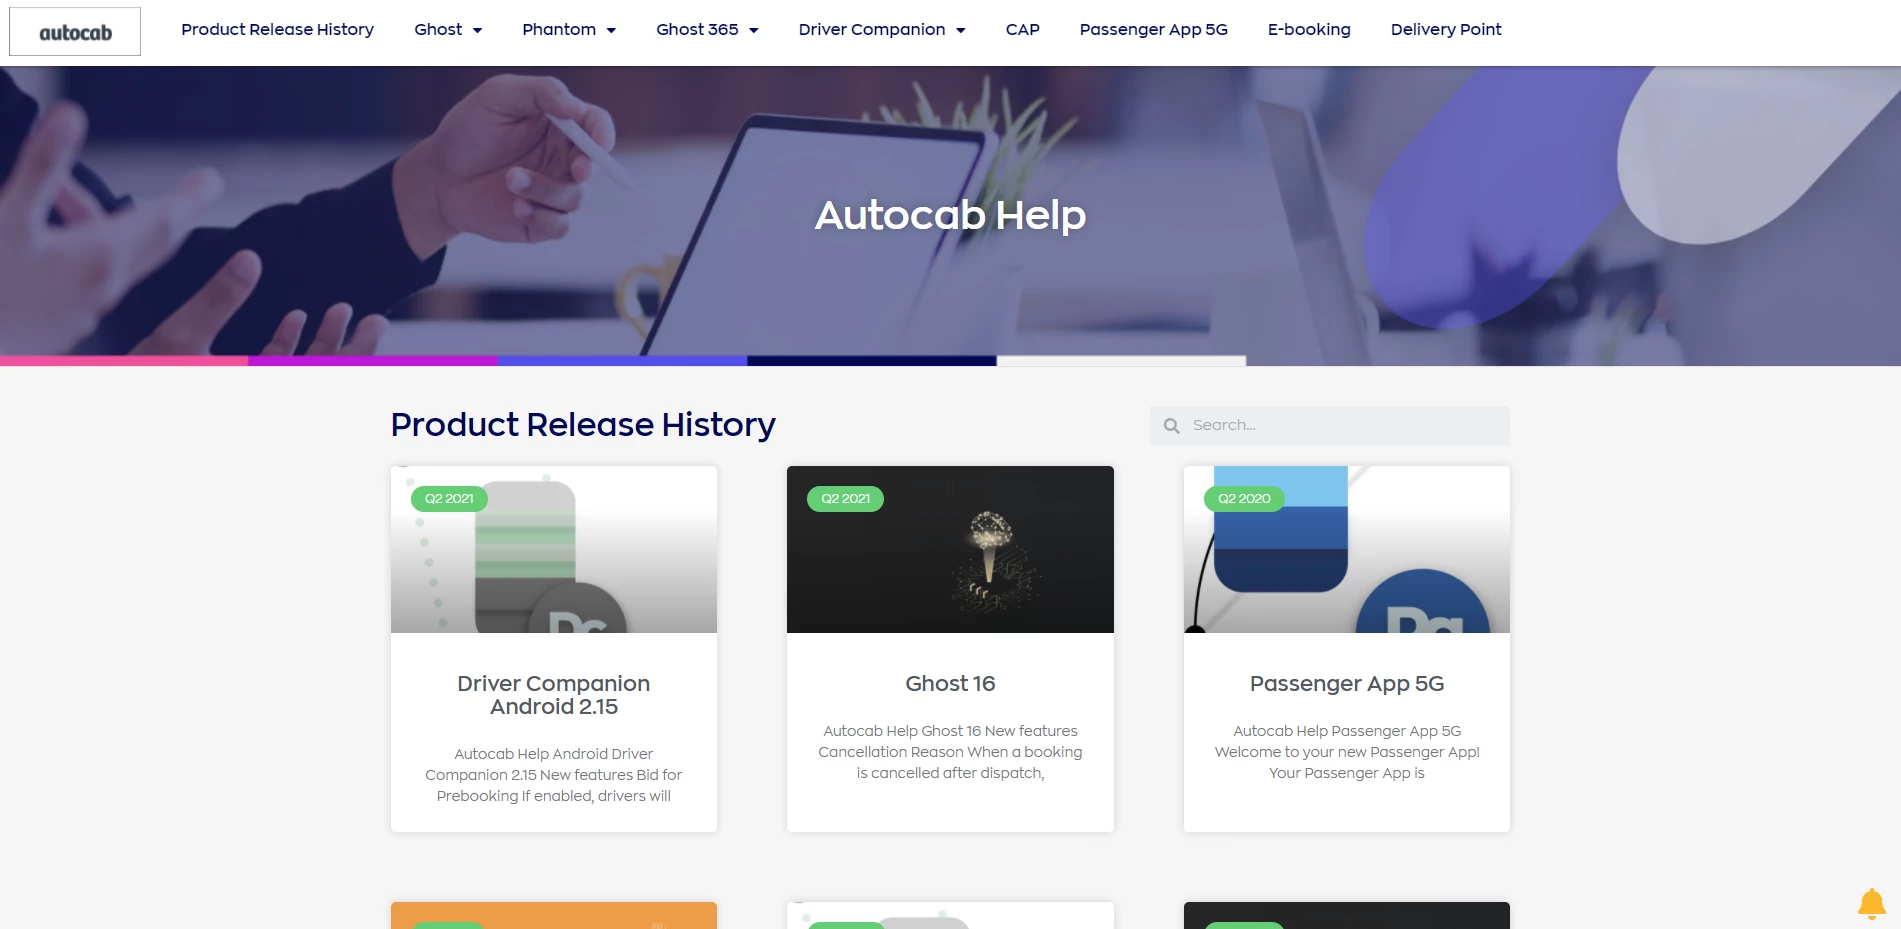 autocab
Product Release History
Ghost
Phantom
Ghost 365
Driver Companion
CAP
Passenger App 5G
E-booking
Delivery Point
Autocab Help
Product Release History
Search...
Q2 2021
Dc
Driver Companion
Android 2.15
Autocab Help Android Driver
Companion 2.15 New features Bid for
Prebooking If enabled, drivers will
Q2 2021
Ghost 16
Autocab Help Ghost 16 New features
Cancellation Reason When a booking
is cancelled after dispatch,
Q2 2020
Pa
Passenger App 5G
Autocab Help Passenger App 5G
Welcome to your new Passenger App!
Your Passenger App is